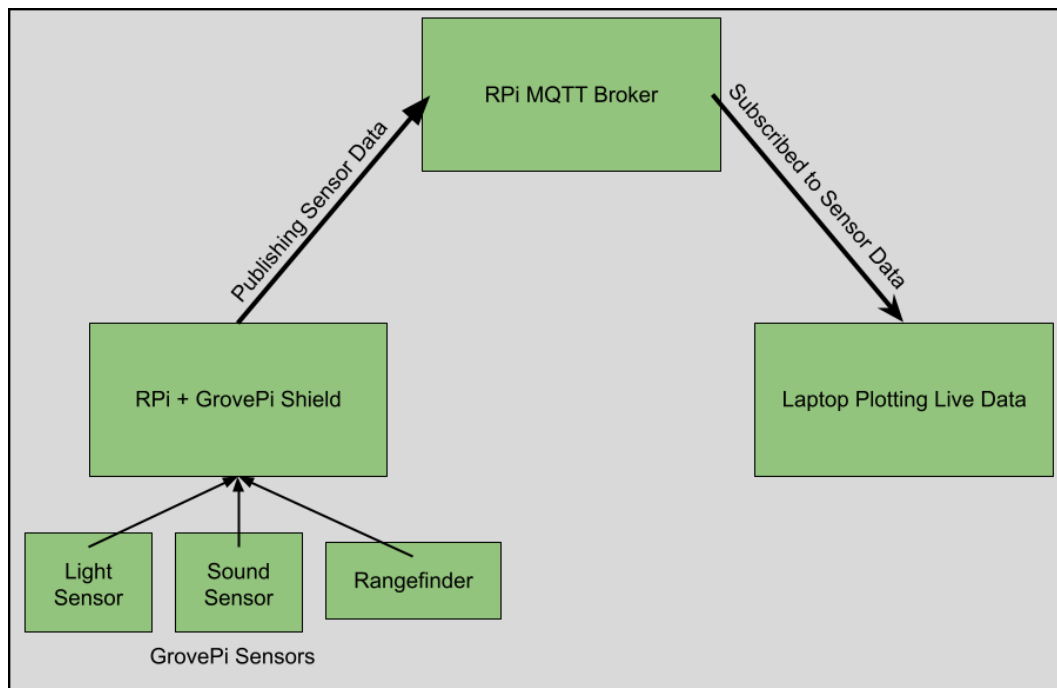 RPi MQTT Broker
Publishing Sensor Data
Subscribed to Sensor Data
RPi + GrovePi Shield
Laptop Plotting Live Data
Light
Sensor
Sound
Sensor
Rangefinder
GrovePi Sensors